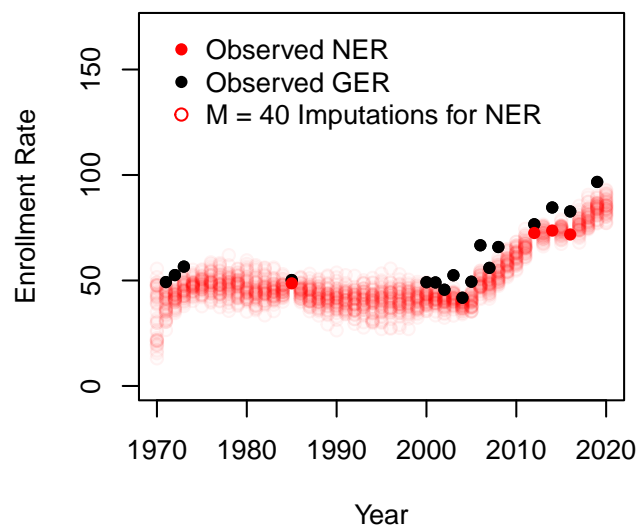 Observed NER
Observed GER
M = 40 Imputations for NER
Enrollment Rate
150
100
50
0
1970 1980 1990 2000 2010 2020
Year